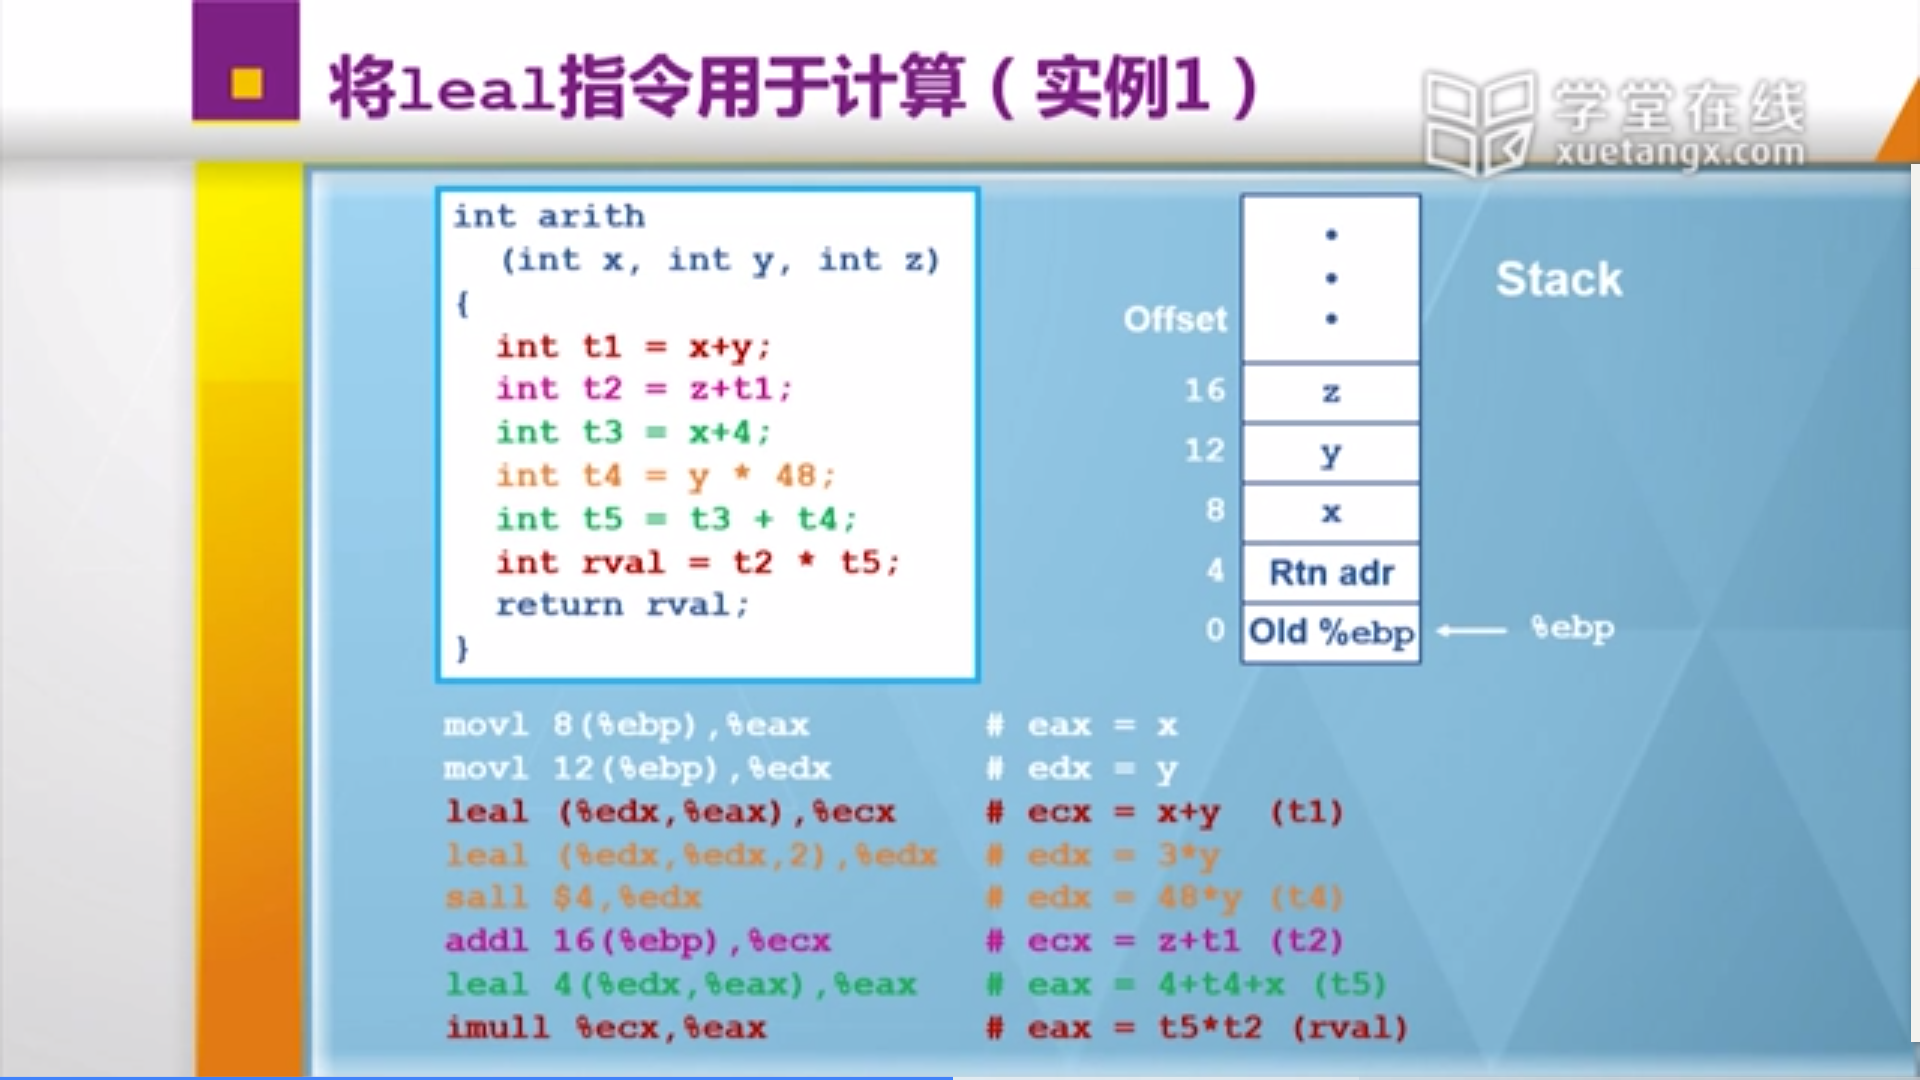 将leal指令用于计算（实例1）
学堂在线
xuetangx.com
int arith
(int x, int y, int z)
{
int t1 = x+y;
int t2 = z+t1;
int t3 = x+4;
int t4 = y * 48;
int t5 = t3 + t4;
int rval = t2 * t5;
return rval;
}
Stack
Offset
16 z
12 y
8 x
4 Rtn adr
0 Old %ebp %ebp
movl 8(%ebp),%eax # eax = x
movl 12(%ebp),%edx # edx = y
leal (%edx,%eax),%ecx # ecx = x+y (t1)
leal (%edx,%edx,2),%edx # edx = 3*y
sall $4,%edx # edx = 48*y (t4)
addl 16(%ebp),%ecx # ecx = z+t1 (t2)
leal 4(%edx,%eax),%eax # eax = 4+t4+x (t5)
imull %ecx,%eax # eax = t5*t2 (rval)